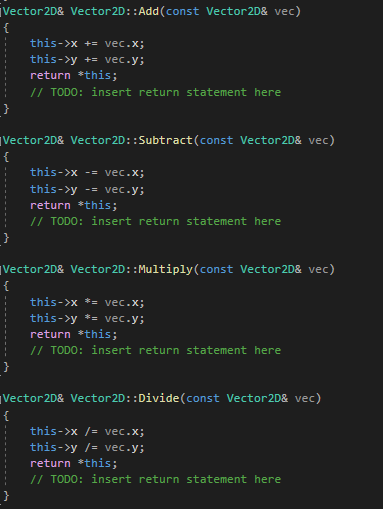 Vector2D& Vector2D::Add(const Vector2D& vec)
{
    this->x += vec.x;
    this->y += vec.y;
    return *this;
    // TODO: insert return statement here
}
Vector2D& Vector2D::Subtract(const Vector2D& vec)
{
    this->x -= vec.x;
    this->y -= vec.y;
    return *this;
    // TODO: insert return statement here
}
Vector2D& Vector2D::Multiply(const Vector2D& vec)
{
    this->x *= vec.x;
    this->y *= vec.y;
    return *this;
    // TODO: insert return statement here
}
Vector2D& Vector2D::Divide(const Vector2D& vec)
{
    this->x /= vec.x;
    this->y /= vec.y;
    return *this;
    // TODO: insert return statement here
}